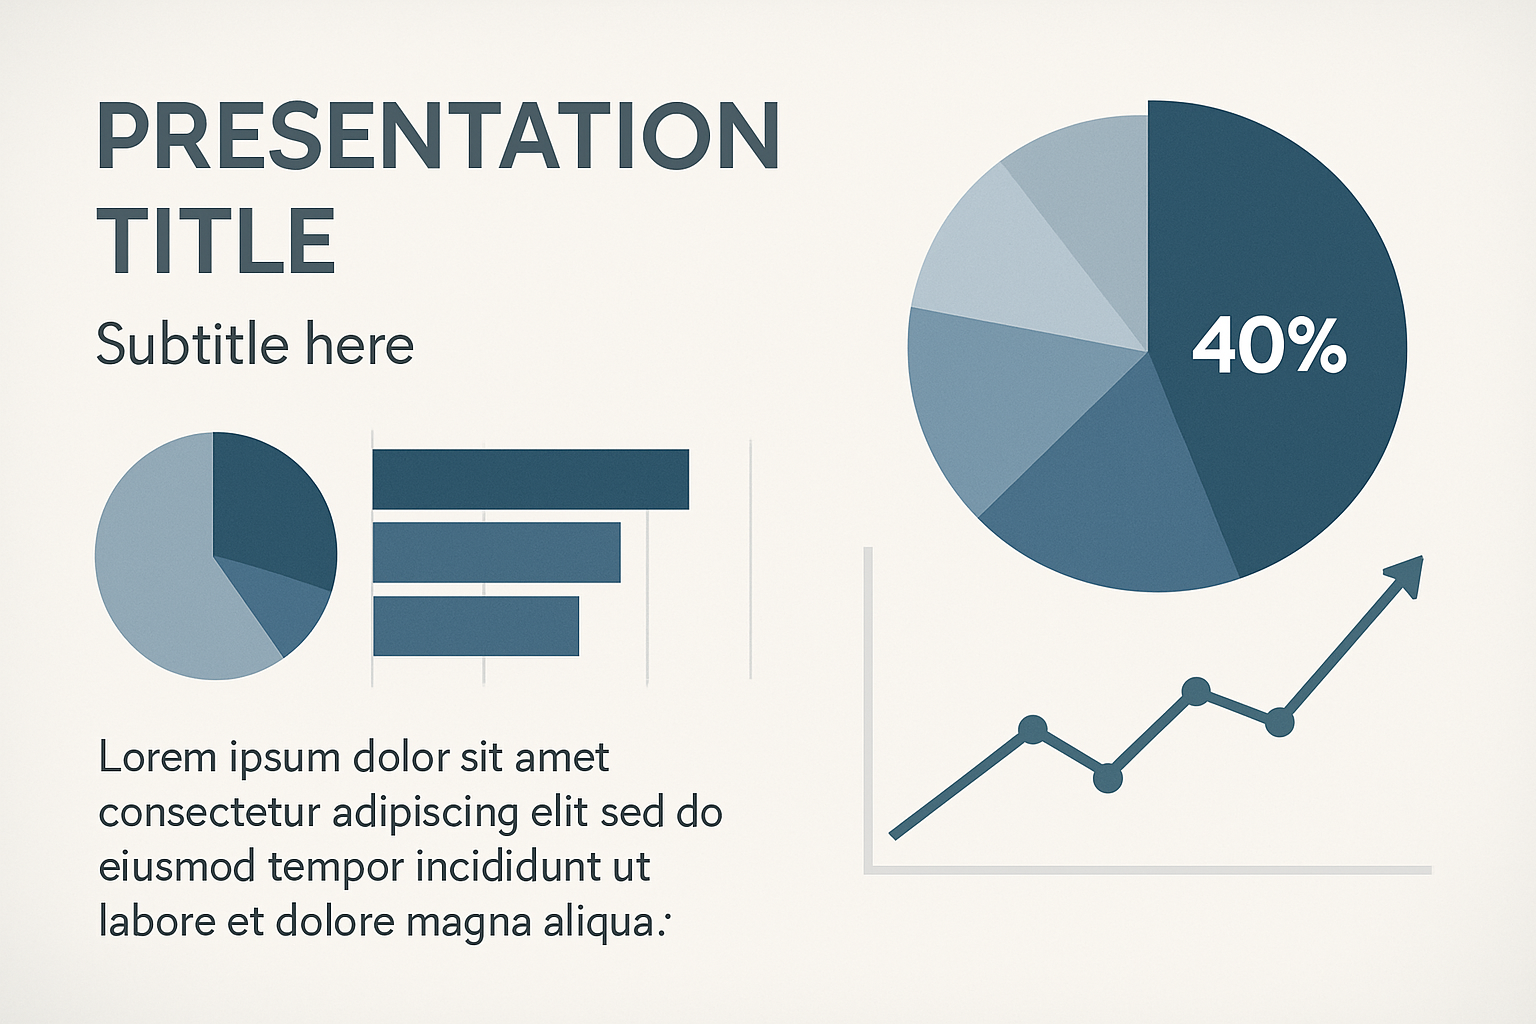 PRESENTATION
TITLE
Subtitle here
40%
Lorem ipsum dolor sit amet
consectetur adipiscing elit sed do
eiusmod tempor incididunt ut
labore et dolore magna aliqua.: